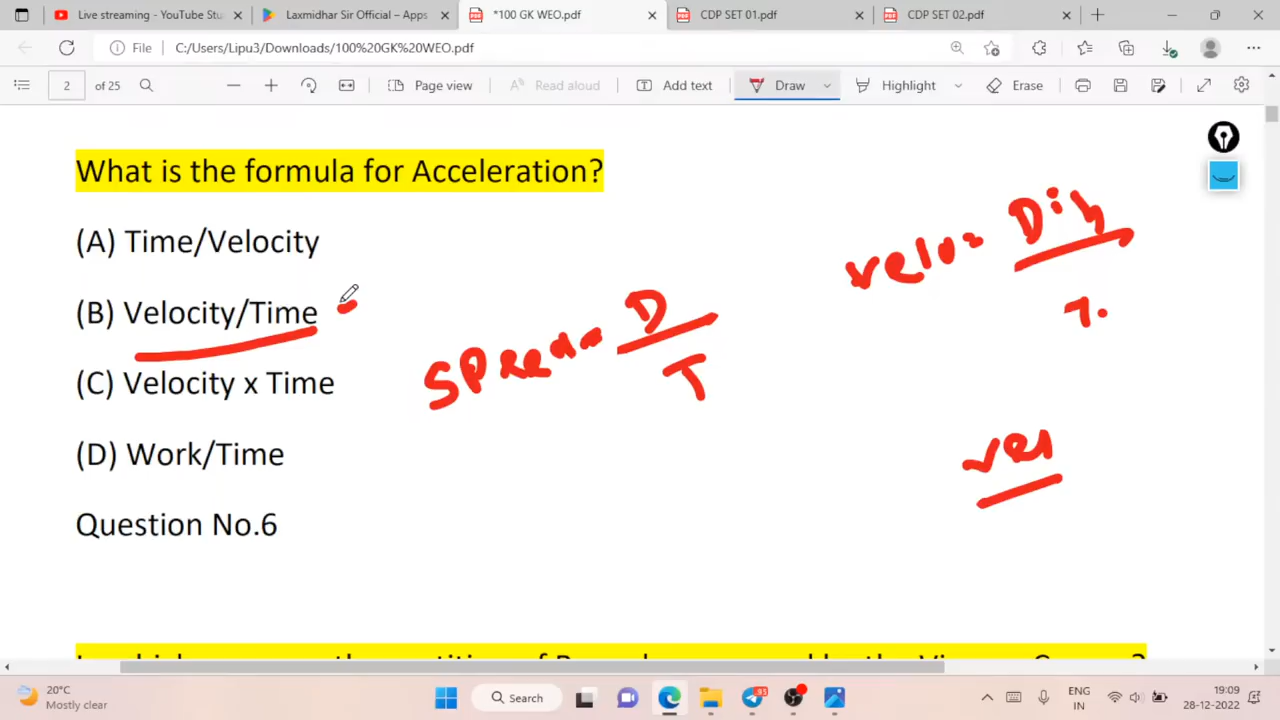 Live streaming - YouTube Stu
Laxmidhar Sir Official – Apps
*100 GK WEO.pdf
CDP SET 01.pdf
CDP SET 02.pdf
File
C:/Users/Lipu3/Downloads/100%20GK%20WEO.pdf
2 of 25
Page view
Read aloud
Add text
Draw
Highlight
Erase
What is the formula for Acceleration?
(A) Time/Velocity
(B) Velocity/Time
(C) Velocity x Time
(D) Work/Time
Question No.6
velo=
D
T
20°C
Mostly clear
Search
95
ENG
IN
19:09
28-12-2022